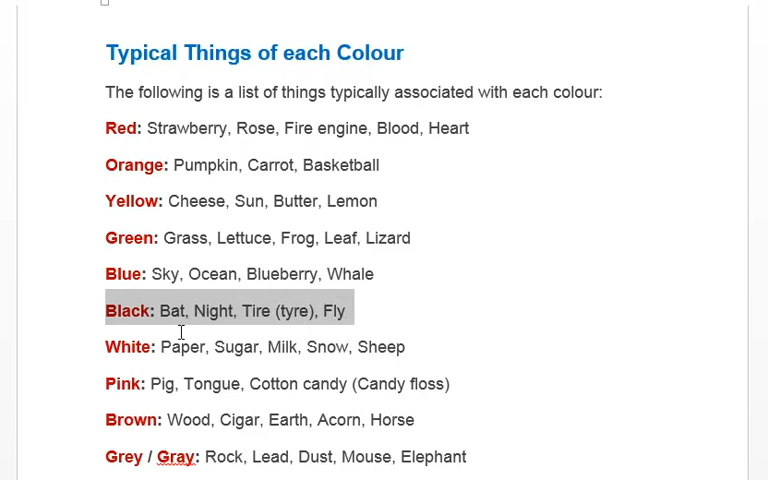 Typical Things of each Colour
The following is a list of things typically associated with each colour:
Red: Strawberry, Rose, Fire engine, Blood, Heart
Orange: Pumpkin, Carrot, Basketball
Yellow: Cheese, Sun, Butter, Lemon
Green: Grass, Lettuce, Frog, Leaf, Lizard
Blue: Sky, Ocean, Blueberry, Whale
Black: Bat, Night, Tire (tyre), Fly
White: Paper, Sugar, Milk, Snow, Sheep
Pink: Pig, Tongue, Cotton candy (Candy floss)
Brown: Wood, Cigar, Earth, Acorn, Horse
Grey / Gray: Rock, Lead, Dust, Mouse, Elephant